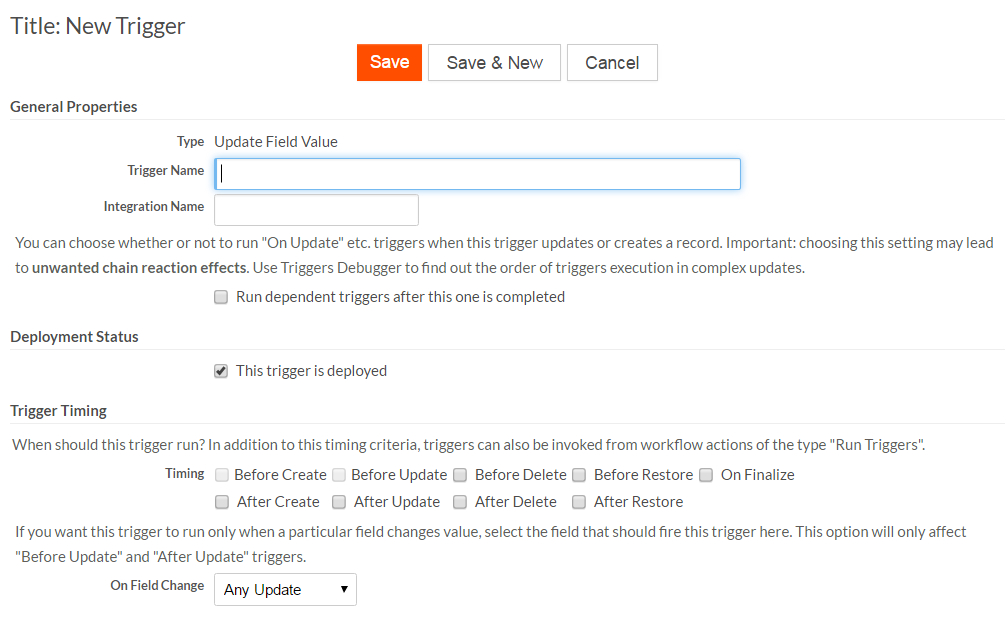 Title: New Trigger
Save Save & New Cancel
General Properties
Type Update Field Value
Trigger Name
Integration Name
You can choose whether or not to run "On Update" etc. triggers when this trigger updates or creates a record. Important: choosing this setting may lead
to unwanted chain reaction effects. Use Triggers Debugger to find out the order of triggers execution in complex updates.
Run dependent triggers after this one is completed
Deployment Status
This trigger is deployed
Trigger Timing
When should this trigger run? In addition to this timing criteria, triggers can also be invoked from workflow actions of the type "Run Triggers".
Timing Before Create Before Update Before Delete Before Restore On Finalize
After Create After Update After Delete After Restore
If you want this trigger to run only when a particular field changes value, select the field that should fire this trigger here. This option will only affect
"Before Update" and "After Update" triggers.
On Field Change Any Update